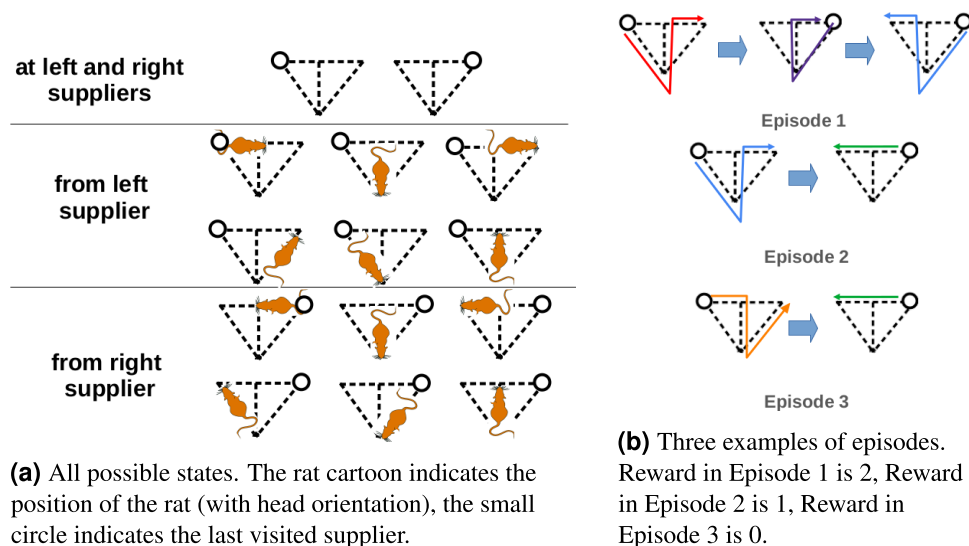 at left and right
suppliers
from left
supplier
from right
supplier
(a) All possible states. The rat cartoon indicates the
position of the rat (with head orientation), the small
circle indicates the last visited supplier.
Episode 1
Episode 2
Episode 3
(b) Three examples of episodes.
Reward in Episode 1 is 2, Reward
in Episode 2 is 1, Reward in
Episode 3 is 0.